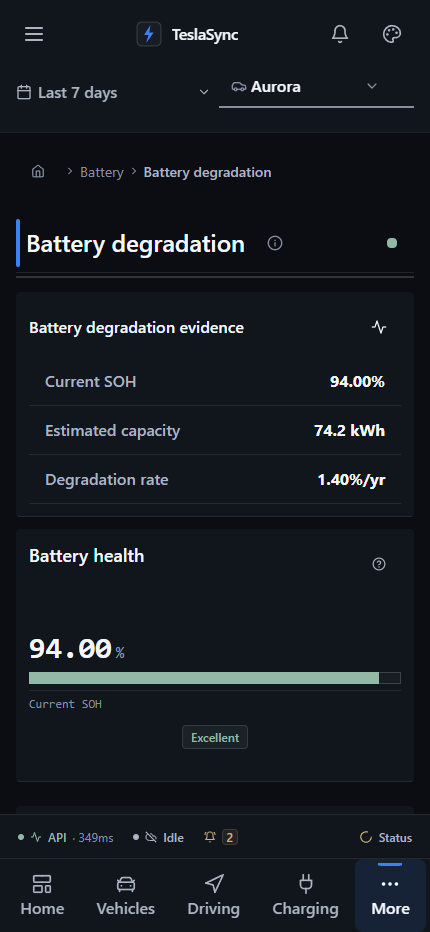 TeslaSync
Last 7 days
Aurora
Battery
Battery degradation
Battery degradation
Battery degradation evidence
Current SOH
94.00%
Estimated capacity
74.2 kWh
Degradation rate
1.40%/yr
Battery health
94.00 %
Current SOH
Excellent
API · 349ms
Idle
2
Status
Home
Vehicles
Driving
Charging
More